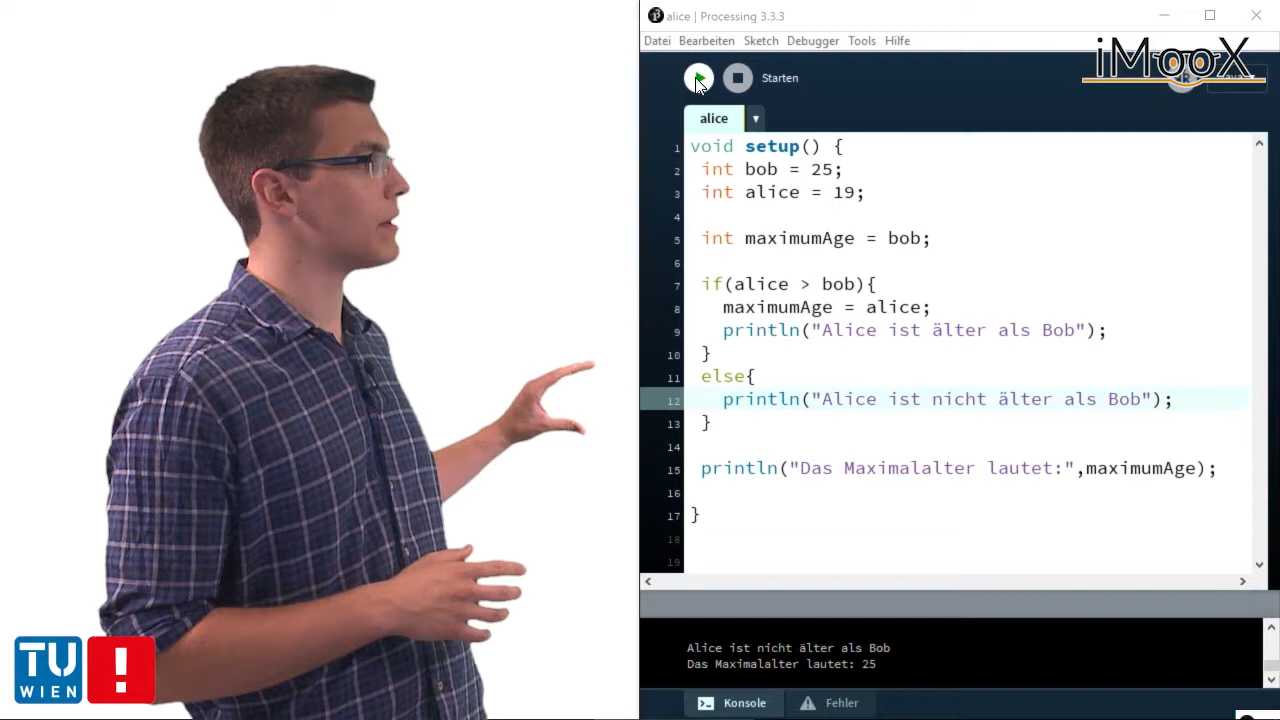 alice | Processing 3.3.3
Datei Bearbeiten Sketch Debugger Tools Hilfe
iMooX
Starten
alice
1 void setup() {
2 int bob = 25;
3 int alice = 19;
4
5 int maximumAge = bob;
6
7 if(alice > bob){
8 maximumAge = alice;
9 println("Alice ist älter als Bob");
10 }
11 else{
12 println("Alice ist nicht älter als Bob");
13 }
14
15 println("Das Maximalalter lautet:",maximumAge);
16
17 }
18
19
Alice ist nicht älter als Bob
Das Maximalalter lautet: 25
Konsole Fehler
TU
WIEN
!